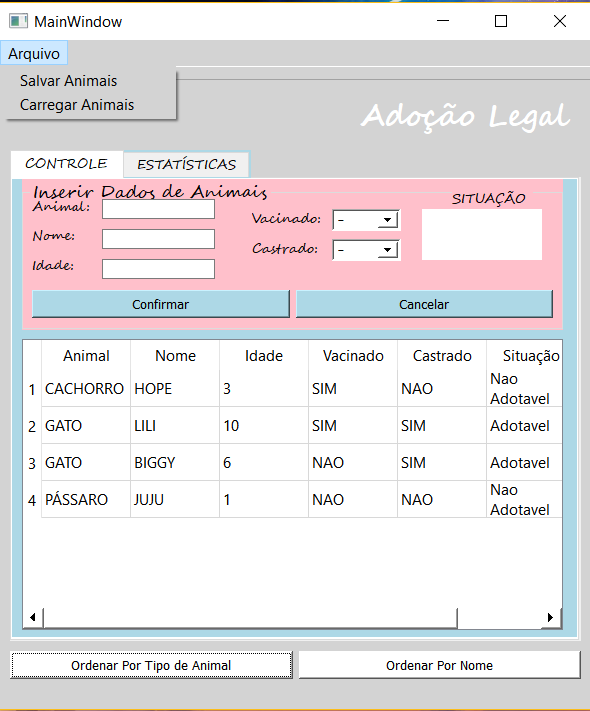 MainWindow
Arquivo
Salvar Animais
Carregar Animais
Adoção Legal
CONTROLE ESTATÍSTICAS
Inserir Dados de Animais
SITUAÇÃO
Animal:
Vacinado: -
Nome:
Castrado: -
Idade:
Confirmar Cancelar
Animal Nome Idade Vacinado Castrado Situação
1 CACHORRO HOPE 3 SIM NAO Nao Adotavel
2 GATO LILI 10 SIM SIM Adotavel
3 GATO BIGGY 6 NAO SIM Adotavel
4 PÁSSARO JUJU 1 NAO NAO Nao Adotavel
Ordenar Por Tipo de Animal Ordenar Por Nome